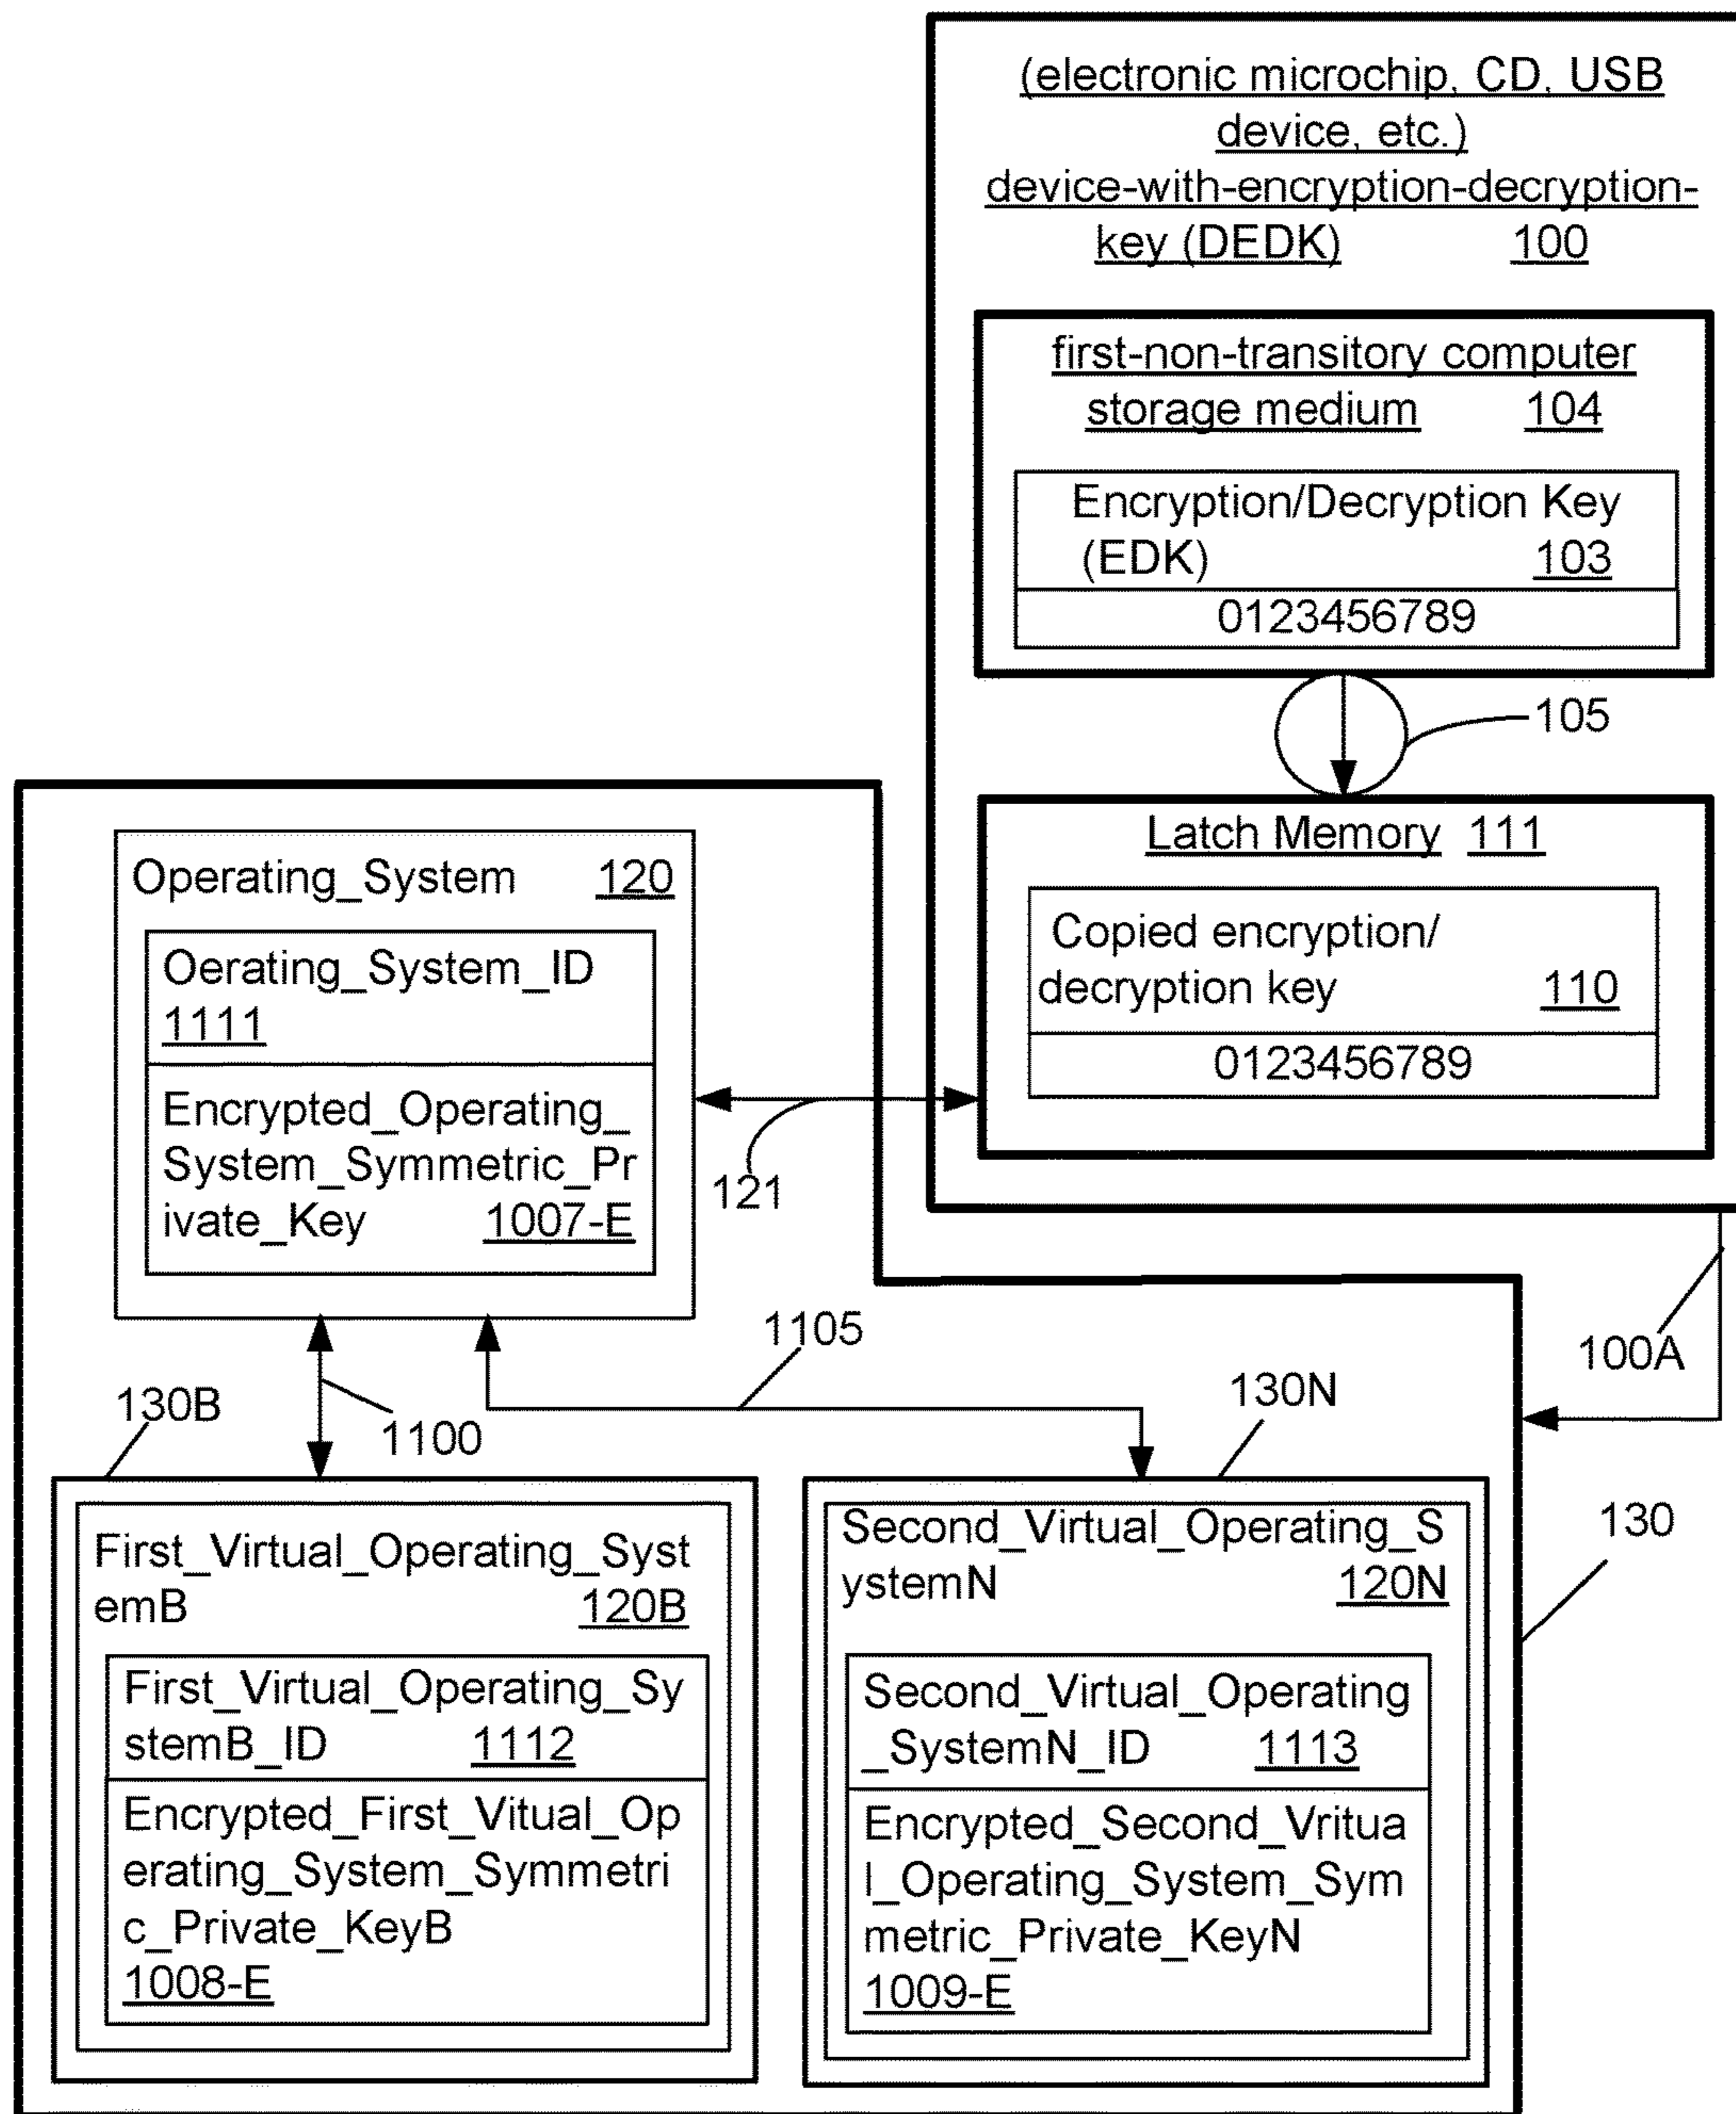 (electronic microchip, CD, USB
device, etc.)
device-with-encryption-decryption-
key (DEDK) 100
first-non-transitory computer
storage medium 104
Encryption/Decryption Key
(EDK) 103
0123456789
105
Latch Memory 111
Copied encryption/
decryption key 110
0123456789
Operating_System 120
Oerating_System_ID
1111
Encrypted_Operating_
System_Symmetric_Pr
ivate_Key 1007-E
121
100A
1105
1100
130B
130N
130
First_Virtual_Operating_Syst
emB 120B
First_Virtual_Operating_Sy
stemB_ID 1112
Encrypted_First_Vitual_Op
erating_System_Symmetri
c_Private_KeyB
1008-E
Second_Virtual_Operating_S
ystemN 120N
Second_Virtual_Operating
_SystemN_ID 1113
Encrypted_Second_Vritua
l_Operating_System_Sym
metric_Private_KeyN
1009-E